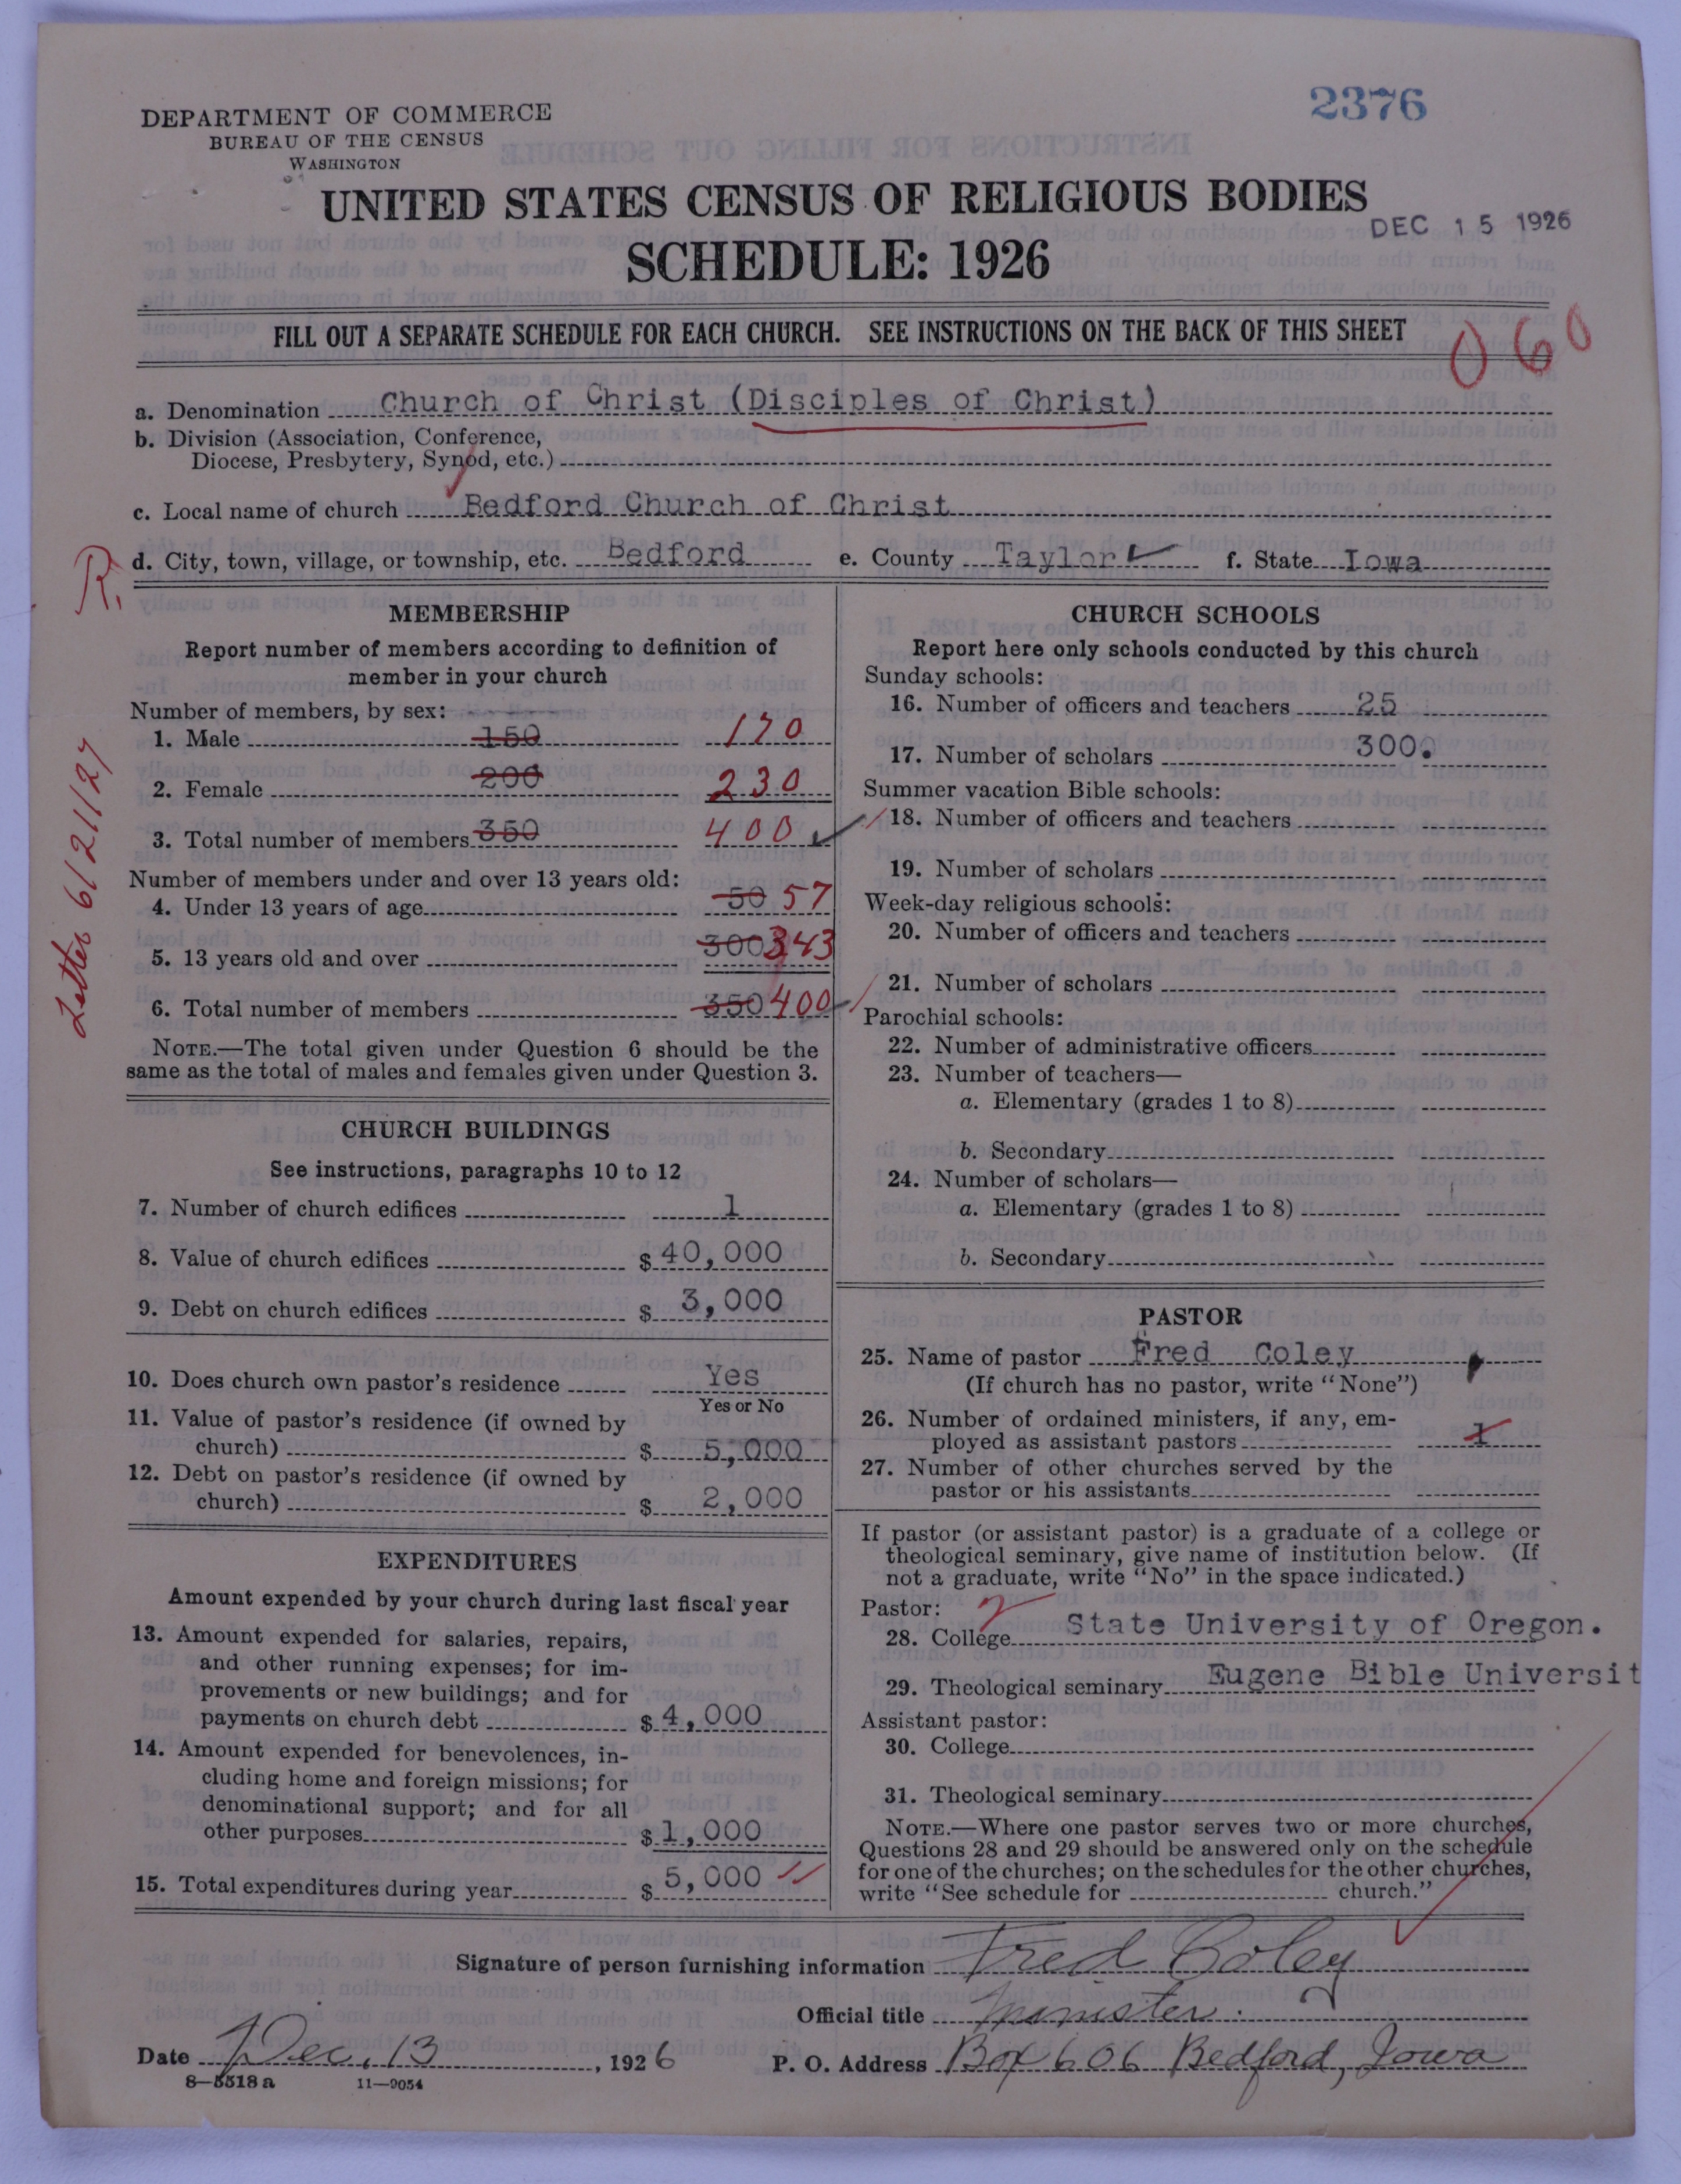 2376
DEPARTMENT OF COMMERCE
BUREAU OF THE CENSUS
WASHINGTON
UNITED STATES CENSUS OF RELIGIOUS BODIES
DEC 15 1926
SCHEDULE: 1926
FILL OUT A SEPARATE SCHEDULE FOR EACH CHURCH. SEE INSTRUCTIONS ON THE BACK OF THIS SHEET
060
a. Denomination Church of Christ (Disciples of Christ)
b. Division (Association, Conference,
Diocese, Presbytery, Synod, etc.)
c. Local name of church Bedford Church of Christ
R.
d. City, town, village, or township, etc. Bedford e. County Taylor f. State Iowa
Letter 6/21/27
MEMBERSHIP
Report number of members according to definition of
member in your church
Number of members, by sex:
1. Male 150 170
2. Female 200 230
3. Total number of members 350 400
Number of members under and over 13 years old:
4. Under 13 years of age 50 57
5. 13 years old and over 300 343
6. Total number of members 350 400
NOTE.—The total given under Question 6 should be the
same as the total of males and females given under Question 3.
CHURCH BUILDINGS
See instructions, paragraphs 10 to 12
7. Number of church edifices 1
8. Value of church edifices $ 40,000
9. Debt on church edifices $ 3,000
10. Does church own pastor's residence Yes
Yes or No
11. Value of pastor's residence (if owned by
church) $ 5,000
12. Debt on pastor's residence (if owned by
church) $ 2,000
EXPENDITURES
Amount expended by your church during last fiscal year
13. Amount expended for salaries, repairs,
and other running expenses; for im-
provements or new buildings; and for
payments on church debt $ 4,000
14. Amount expended for benevolences, in-
cluding home and foreign missions; for
denominational support; and for all
other purposes $ 1,000
15. Total expenditures during year $ 5,000
CHURCH SCHOOLS
Report here only schools conducted by this church
Sunday schools:
16. Number of officers and teachers 25
17. Number of scholars 300.
Summer vacation Bible schools:
18. Number of officers and teachers
19. Number of scholars
Week-day religious schools:
20. Number of officers and teachers
21. Number of scholars
Parochial schools:
22. Number of administrative officers
23. Number of teachers—
a. Elementary (grades 1 to 8)
b. Secondary
24. Number of scholars—
a. Elementary (grades 1 to 8)
b. Secondary
PASTOR
25. Name of pastor Fred Coley
(If church has no pastor, write "None")
26. Number of ordained ministers, if any, em-
ployed as assistant pastors 1
27. Number of other churches served by the
pastor or his assistants
If pastor (or assistant pastor) is a graduate of a college or
theological seminary, give name of institution below. (If
not a graduate, write "No" in the space indicated.)
Pastor: 2
28. College State University of Oregon.
29. Theological seminary Eugene Bible Universit
Assistant pastor:
30. College
31. Theological seminary
NOTE.—Where one pastor serves two or more churches,
Questions 28 and 29 should be answered only on the schedule
for one of the churches; on the schedules for the other churches,
write "See schedule for church."
Signature of person furnishing information Fred Coley
Official title Minister.
Date Dec. 13, 1926 P. O. Address Box 606 Bedford, Iowa
8—5518a 11—9054